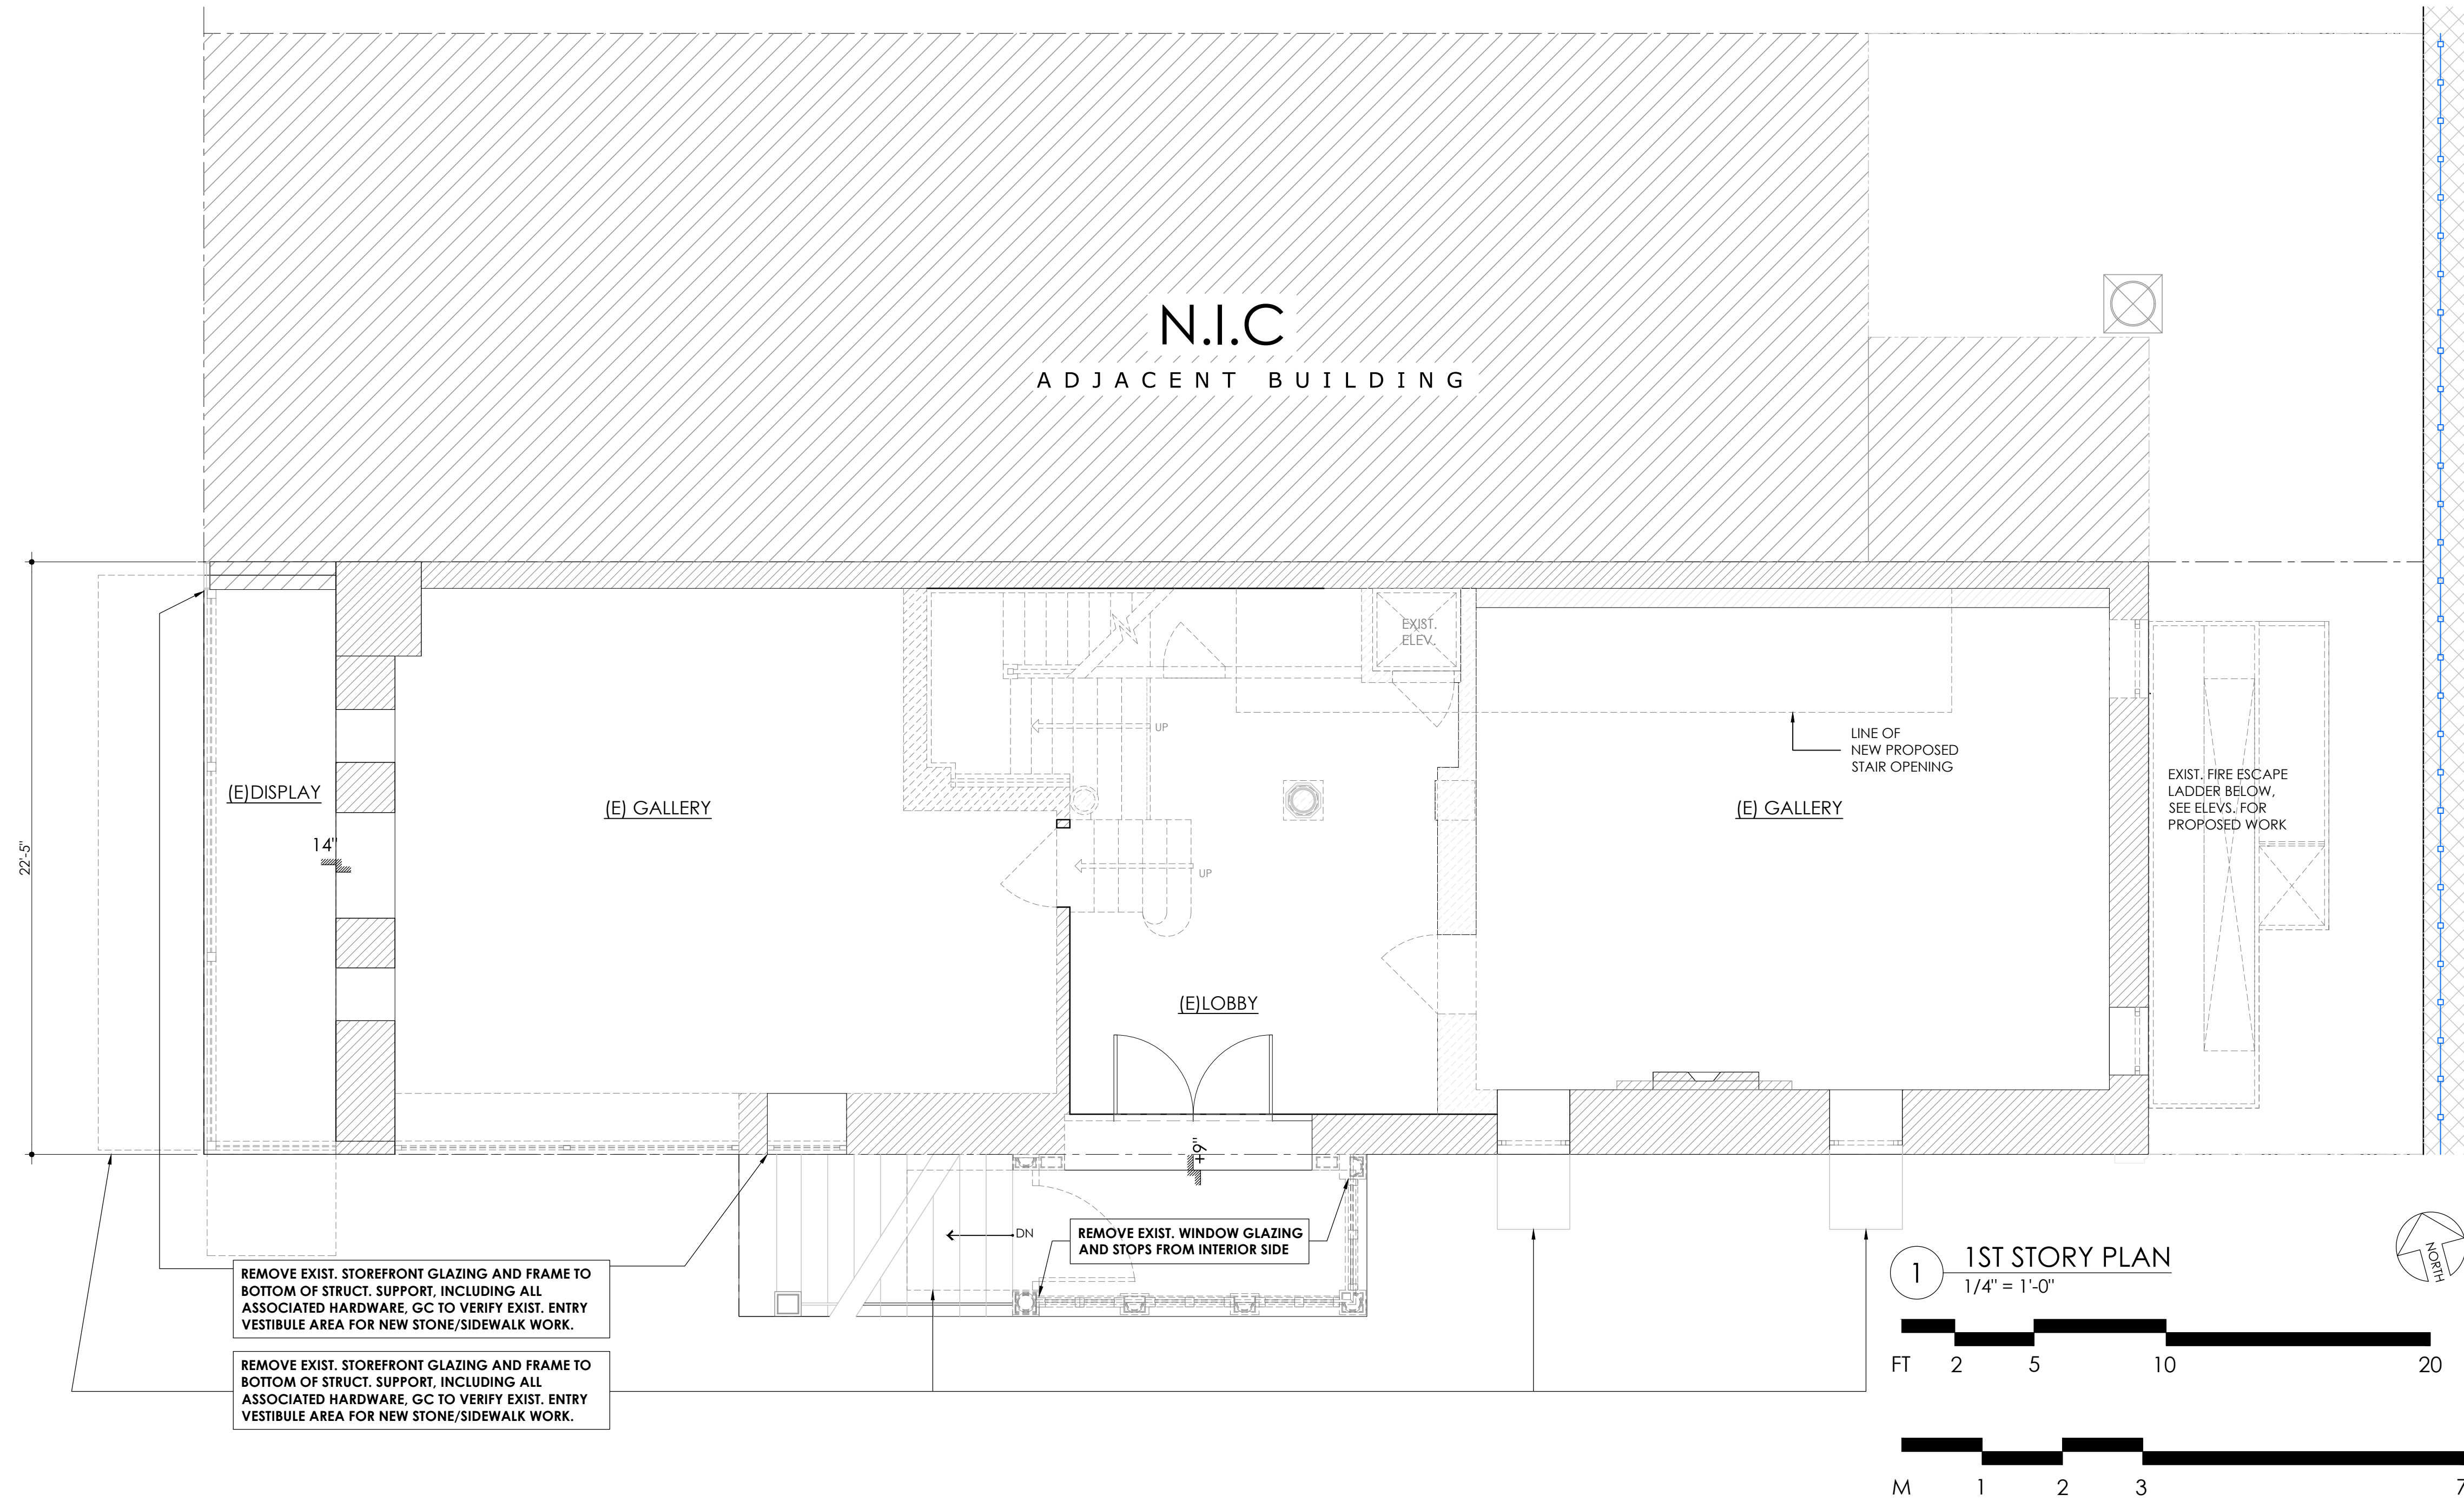 N.I.C
ADJACENT BUILDING
22'-5"
EXIST.
ELEV.
UP
LINE OF
NEW PROPOSED
STAIR OPENING
(E)DISPLAY
(E) GALLERY
(E) GALLERY
EXIST. FIRE ESCAPE
LADDER BELOW,
SEE ELEVS. FOR
PROPOSED WORK
14"
UP
(E)LOBBY
+9"
DN
REMOVE EXIST. WINDOW GLAZING
AND STOPS FROM INTERIOR SIDE
REMOVE EXIST. STOREFRONT GLAZING AND FRAME TO
BOTTOM OF STRUCT. SUPPORT, INCLUDING ALL
ASSOCIATED HARDWARE, GC TO VERIFY EXIST. ENTRY
VESTIBULE AREA FOR NEW STONE/SIDEWALK WORK.
REMOVE EXIST. STOREFRONT GLAZING AND FRAME TO
BOTTOM OF STRUCT. SUPPORT, INCLUDING ALL
ASSOCIATED HARDWARE, GC TO VERIFY EXIST. ENTRY
VESTIBULE AREA FOR NEW STONE/SIDEWALK WORK.
1
1ST STORY PLAN
1/4" = 1'-0"
NORTH
FT 2 5 10 20
M 1 2 3 7